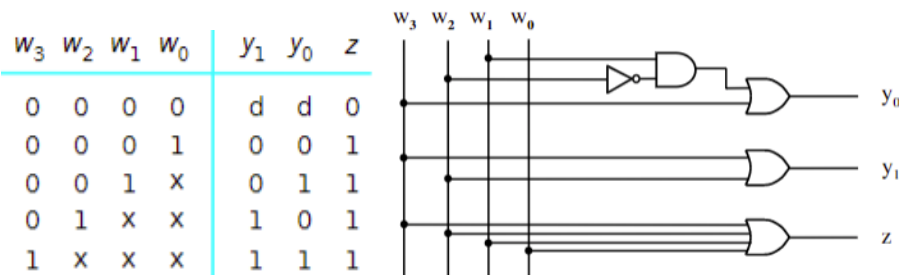 w3 w2 w1 w0 y1 y0 z
0 0 0 0 d d 0
0 0 0 1 0 0 1
0 0 1 x 0 1 1
0 1 x x 1 0 1
1 x x x 1 1 1
w3 w2 w1 w0
y0
y1
z